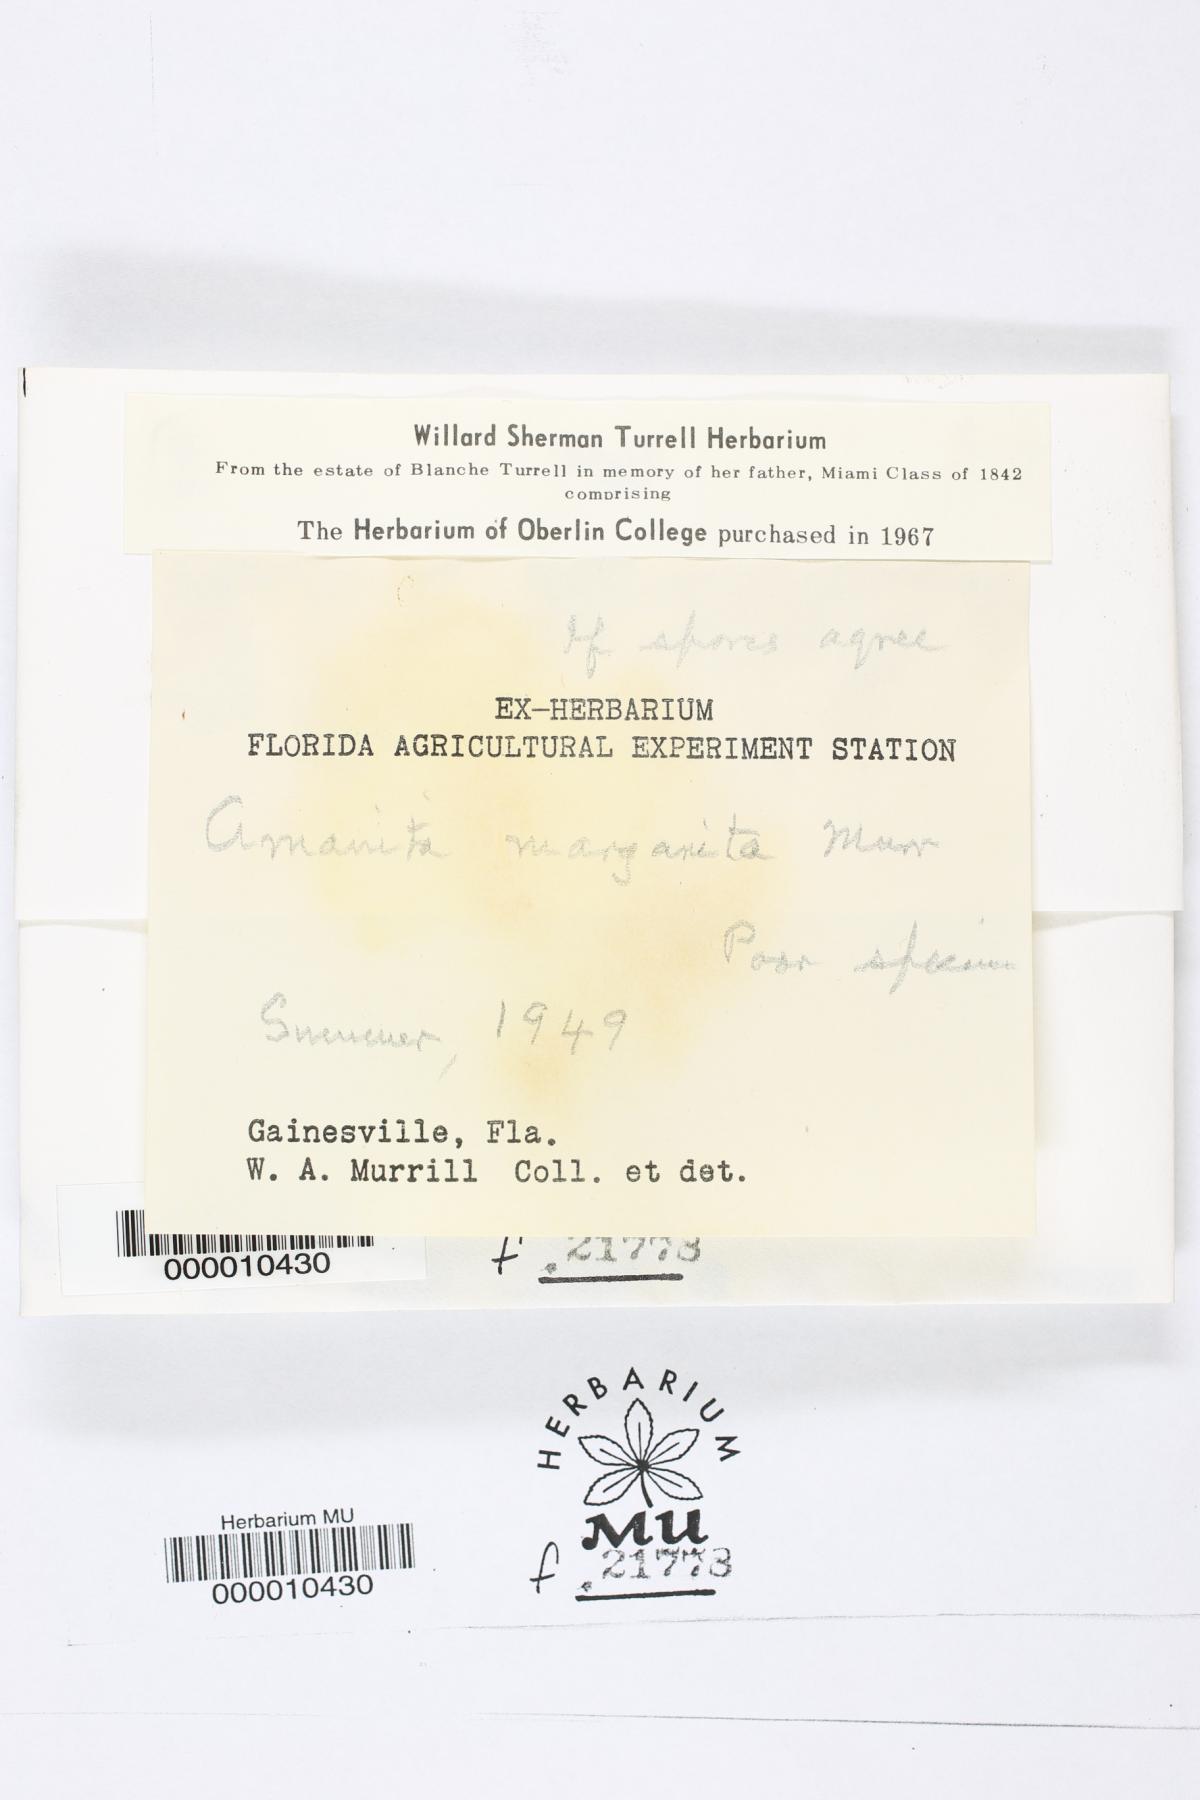 Willard Sherman Turrell Herbarium
From the estate of Blanche Turrell in memory of her father, Miami Class of 1842
comprising
The Herbarium of Oberlin College purchased in 1967
If spores agree
EX-HERBARIUM
FLORIDA AGRICULTURAL EXPERIMENT STATION
Amanita margarita Murr
Poor specimen
Summer, 1949
Gainesville, Fla.
W. A. Murrill Coll. et det.
000010430
f. 21773
HERBARIUM
MU
f. 21773
Herbarium MU
000010430